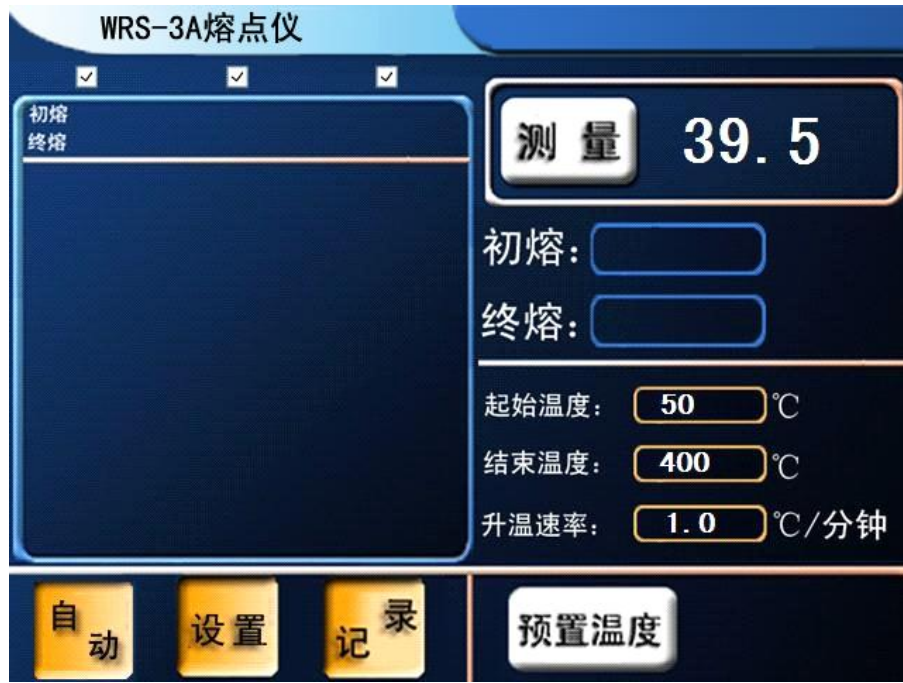 WRS-3A熔点仪
初熔
终熔
测量 39.5
初熔：
终熔：
起始温度： 50 ℃
结束温度： 400 ℃
升温速率： 1.0 ℃/分钟
自动 设置 记录 预置温度